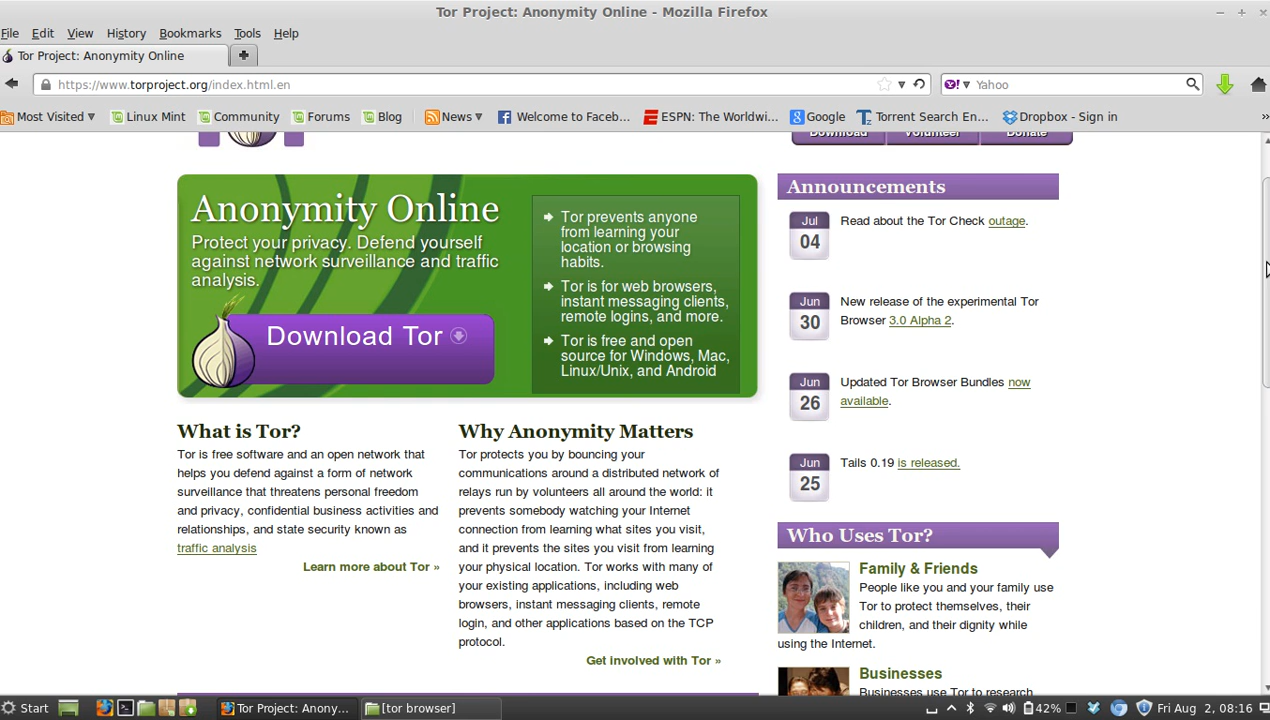 Tor Project: Anonymity Online - Mozilla Firefox
File Edit View History Bookmarks Tools Help
Tor Project: Anonymity Online
https://www.torproject.org/index.html.en
Yahoo
Most Visited
Linux Mint
Community
Forums
Blog
News
Welcome to Faceb...
ESPN: The Worldwi...
Google
Torrent Search En...
Dropbox - Sign in
Download
Volunteer
Donate
Anonymity Online
Protect your privacy. Defend yourself
against network surveillance and traffic
analysis.
Download Tor
Tor prevents anyone
from learning your
location or browsing
habits.
Tor is for web browsers,
instant messaging clients,
remote logins, and more.
Tor is free and open
source for Windows, Mac,
Linux/Unix, and Android
What is Tor?
Tor is free software and an open network that
helps you defend against a form of network
surveillance that threatens personal freedom
and privacy, confidential business activities and
relationships, and state security known as
traffic analysis
Learn more about Tor »
Why Anonymity Matters
Tor protects you by bouncing your
communications around a distributed network of
relays run by volunteers all around the world: it
prevents somebody watching your Internet
connection from learning what sites you visit,
and it prevents the sites you visit from learning
your physical location. Tor works with many of
your existing applications, including web
browsers, instant messaging clients, remote
login, and other applications based on the TCP
protocol.
Get involved with Tor »
Announcements
Jul
04
Read about the Tor Check outage.
Jun
30
New release of the experimental Tor
Browser 3.0 Alpha 2.
Jun
26
Updated Tor Browser Bundles now
available.
Jun
25
Tails 0.19 is released.
Who Uses Tor?
Family & Friends
People like you and your family use
Tor to protect themselves, their
children, and their dignity while
using the Internet.
Businesses
Businesses use Tor to research
Start
Tor Project: Anonymi...
[tor browser]
42%
Fri Aug 2, 08:16